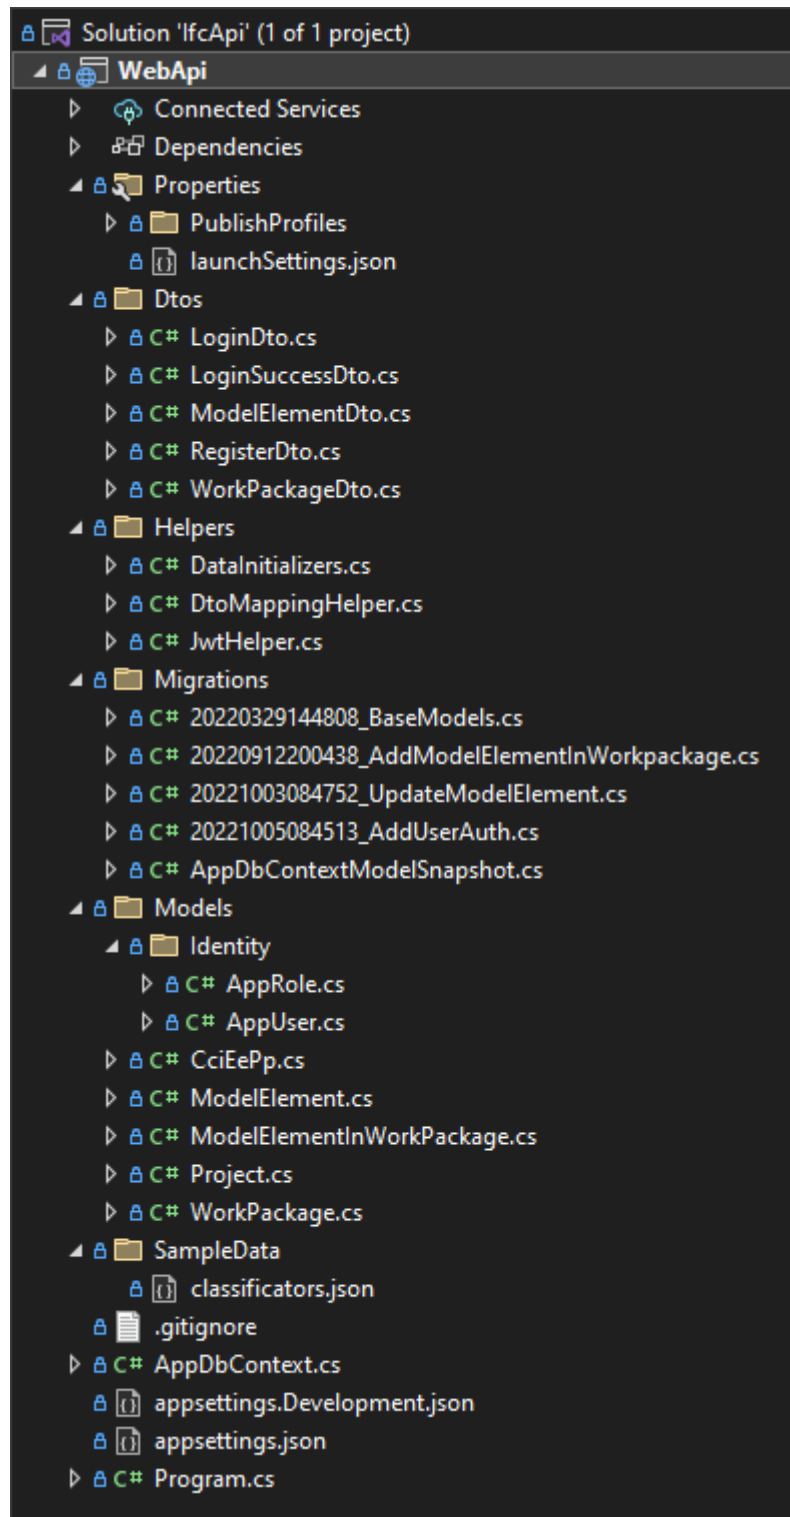 Solution 'IfcApi' (1 of 1 project)
WebApi
Connected Services
Dependencies
Properties
PublishProfiles
launchSettings.json
Dtos
C# LoginDto.cs
C# LoginSuccessDto.cs
C# ModelElementDto.cs
C# RegisterDto.cs
C# WorkPackageDto.cs
Helpers
C# DataInitializers.cs
C# DtoMappingHelper.cs
C# JwtHelper.cs
Migrations
C# 20220329144808_BaseModels.cs
C# 20220912200438_AddModelElementInWorkpackage.cs
C# 20221003084752_UpdateModelElement.cs
C# 20221005084513_AddUserAuth.cs
C# AppDbContextModelSnapshot.cs
Models
Identity
C# AppRole.cs
C# AppUser.cs
C# CciEePp.cs
C# ModelElement.cs
C# ModelElementInWorkPackage.cs
C# Project.cs
C# WorkPackage.cs
SampleData
classificators.json
.gitignore
C# AppDbContext.cs
appsettings.Development.json
appsettings.json
C# Program.cs